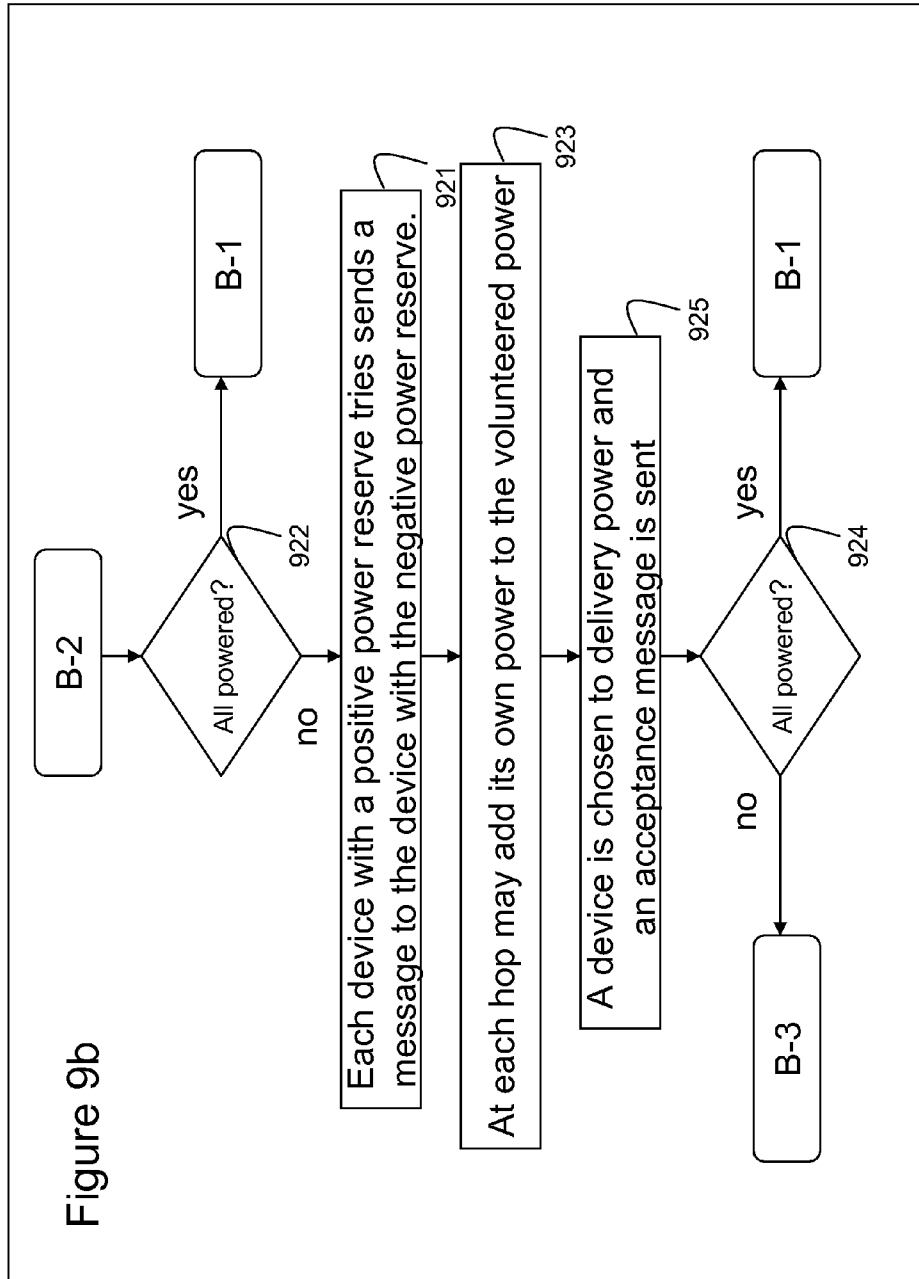 Figure 9b
B-2
All powered?
922
yes
B-1
no
Each device with a positive power reserve tries sends a
message to the device with the negative power reserve.
921
At each hop may add its own power to the volunteered power
923
A device is chosen to delivery power and
an acceptance message is sent
925
All powered?
924
no
yes
B-3
B-1